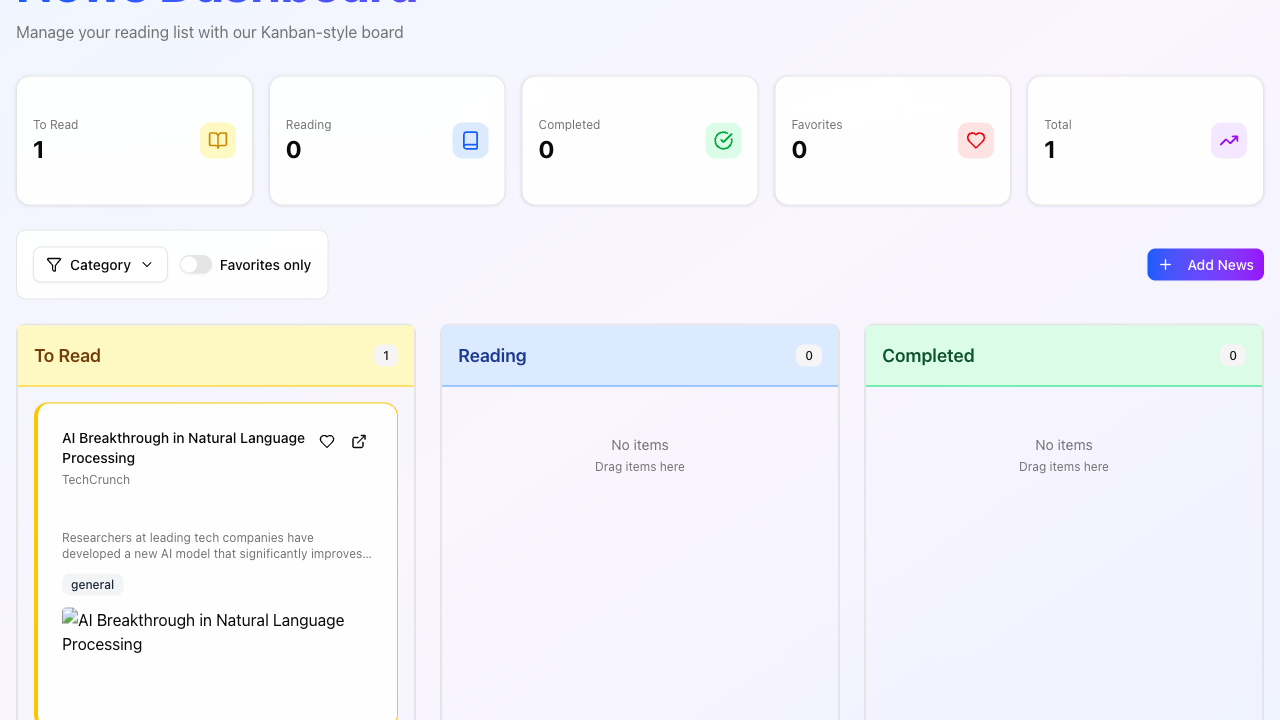 News Dashboard
Manage your reading list with our Kanban-style board
To Read
1
Reading
0
Completed
0
Favorites
0
Total
1
Category
Favorites only
Add News
To Read
1
AI Breakthrough in Natural Language
Processing
TechCrunch
Researchers at leading tech companies have
developed a new AI model that significantly improves...
general
AI Breakthrough in Natural Language
Processing
Reading
0
No items
Drag items here
Completed
0
No items
Drag items here